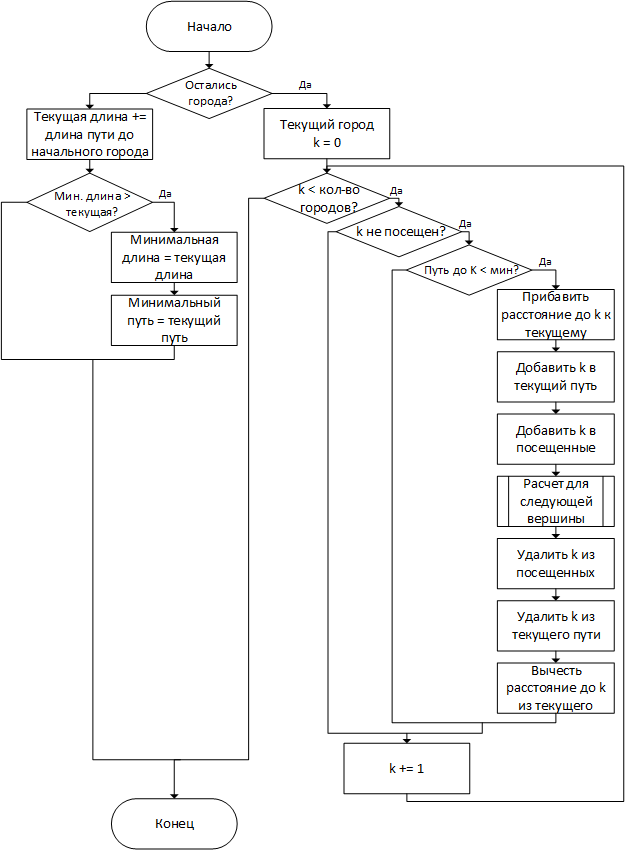 Начало
Остались
города?
Да
Текущая длина +=
длина пути до
начального города
Мин. длина >
текущая?
Да
Минимальная
длина = текущая
длина
Минимальный
путь = текущий
путь
Текущий город
k = 0
k < кол-во
городов?
Да
k не посещен?
Да
Путь до K < мин?
Да
Прибавить
расстояние до k к
текущему
Добавить k в
текущий путь
Добавить k в
посещенные
Расчет для
следующей
вершины
Удалить k из
посещенных
Удалить k из
текущего пути
Вычесть
расстояние до k
из текущего
k += 1
Конец